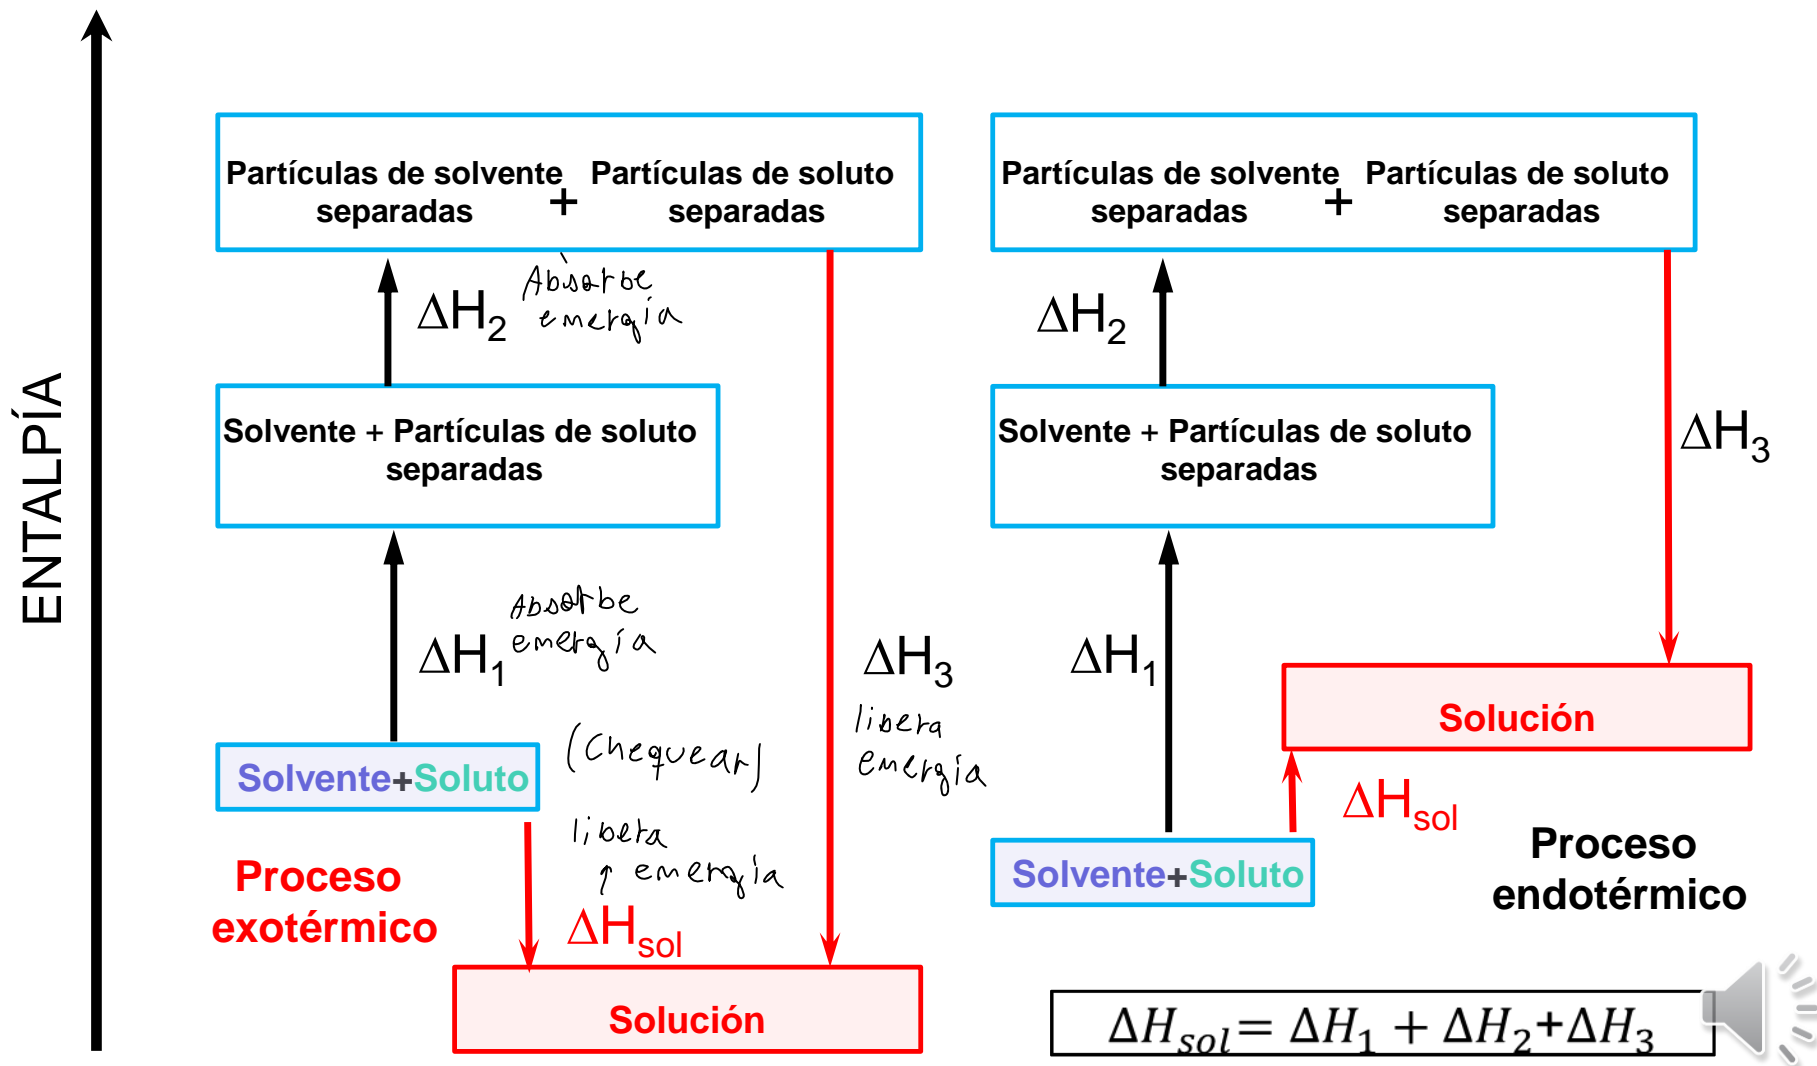 ENTALPÍA
Partículas de solvente + Partículas de soluto
separadas separadas
ΔH2 Absorbe
energía
Solvente + Partículas de soluto
separadas
ΔH1 Absorbe
energía
ΔH3
libera
energía
Solvente+Soluto
(Chequear)
libera
↑ energía
Proceso
exotérmico
ΔHsol
Solución
Partículas de solvente + Partículas de soluto
separadas separadas
ΔH2
Solvente + Partículas de soluto
separadas
ΔH3
ΔH1
Solución
ΔHsol
Solvente+Soluto
Proceso
endotérmico
ΔHsol= ΔH1 + ΔH2+ΔH3